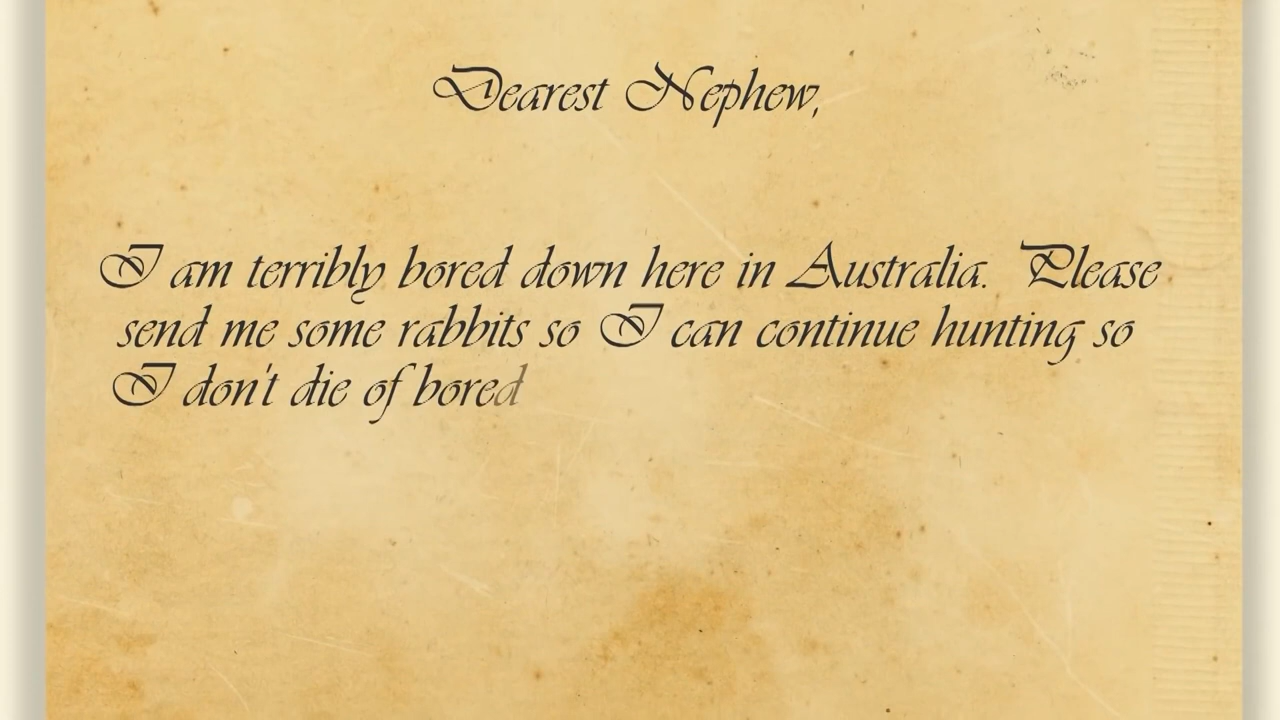 Dearest Nephew,
I am terribly bored down here in Australia. Please
send me some rabbits so I can continue hunting so
I don't die of bored